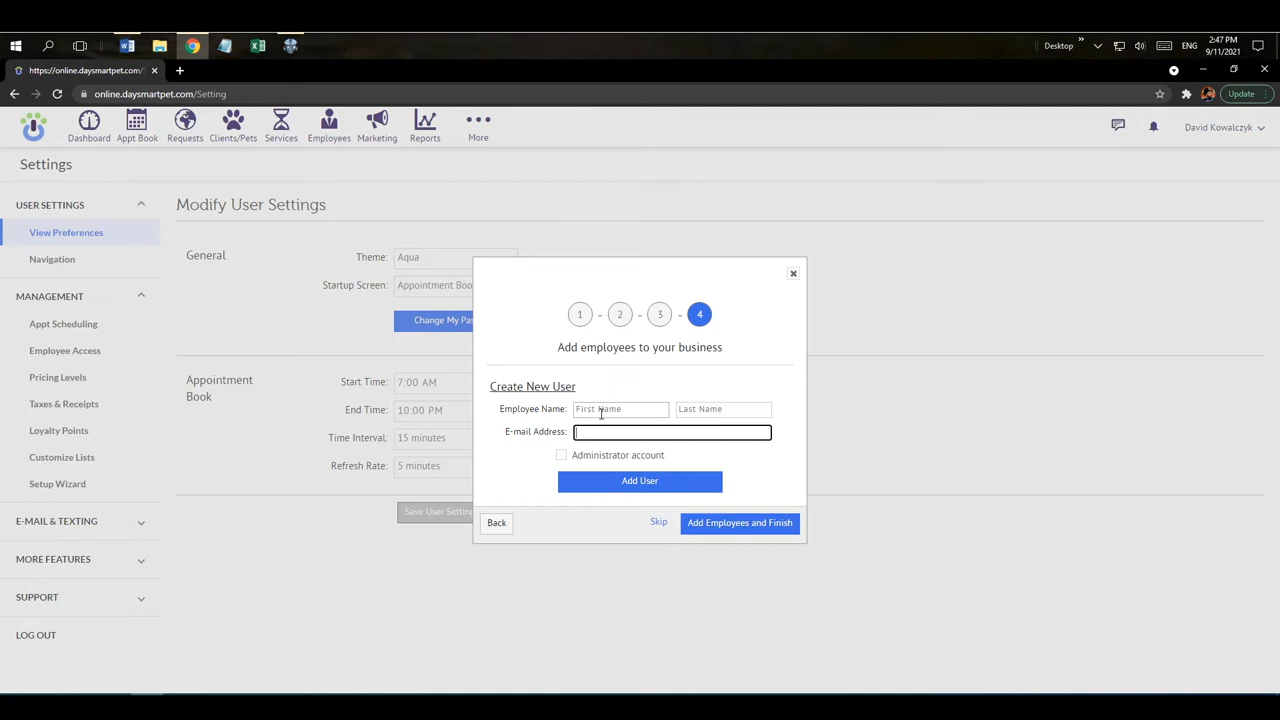 Desktop » ENG 2:47 PM 9/11/2021
https://online.daysmartpet.com/
online.daysmartpet.com/Setting Update
Dashboard Appt Book Requests Clients/Pets Services Employees Marketing Reports More David Kowalczyk
Settings
USER SETTINGS
View Preferences
Navigation
MANAGEMENT
Appt Scheduling
Employee Access
Pricing Levels
Taxes & Receipts
Loyalty Points
Customize Lists
Setup Wizard
E-MAIL & TEXTING
MORE FEATURES
SUPPORT
LOG OUT
Modify User Settings
General
Theme: Aqua
Startup Screen: Appointment Boo
Change My Pas
Appointment Book
Start Time: 7:00 AM
End Time: 10:00 PM
Time Interval: 15 minutes
Refresh Rate: 5 minutes
Save User Setting
1 - 2 - 3 - 4
Add employees to your business
Create New User
Employee Name: First Name Last Name
E-mail Address:
Administrator account
Add User
Back Skip Add Employees and Finish